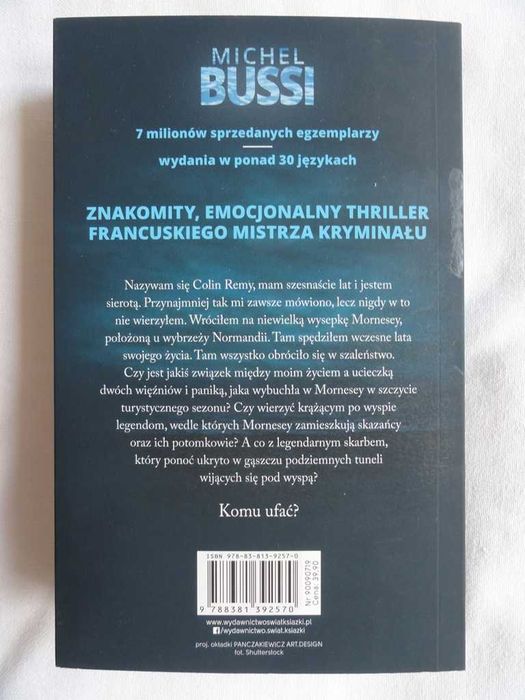 MICHEL
BUSSI
7 milionów sprzedanych egzemplarzy
wydania w ponad 30 językach
ZNAKOMITY, EMOCJONALNY THRILLER
FRANCUSKIEGO MISTRZA KRYMINAŁU
Nazywam się Colin Remy, mam szesnaście lat i jestem
sierotą. Przynajmniej tak mi zawsze mówiono, lecz nigdy w to
nie wierzyłem. Wróciłem na niewielką wysepkę Mornesey,
położoną u wybrzeży Normandii. Tam spędziłem wczesne lata
swojego życia. Tam wszystko obróciło się w szaleństwo.
Czy jest jakiś związek między moim życiem a ucieczką
dwóch więźniów i paniką, jaka wybuchła w Mornesey w szczycie
turystycznego sezonu? Czy wierzyć krążącym po wyspie
legendom, wedle których Mornesey zamieszkują skazańcy
oraz ich potomkowie? A co z legendarnym skarbem,
który ponoć ukryto w gąszczu podziemnych tuneli
wijących się pod wyspą?
Komu ufać?
ISBN 978-83-813-9257-0
9 788381 392570
Nr 90090719
Cena: 39,90
www.wydawnictwoswiatksiazki.pl
/wydawnictwo.swiat.ksiazki
proj. okładki PANCZAKIEWICZ ART.DESIGN
fot. Shutterstock